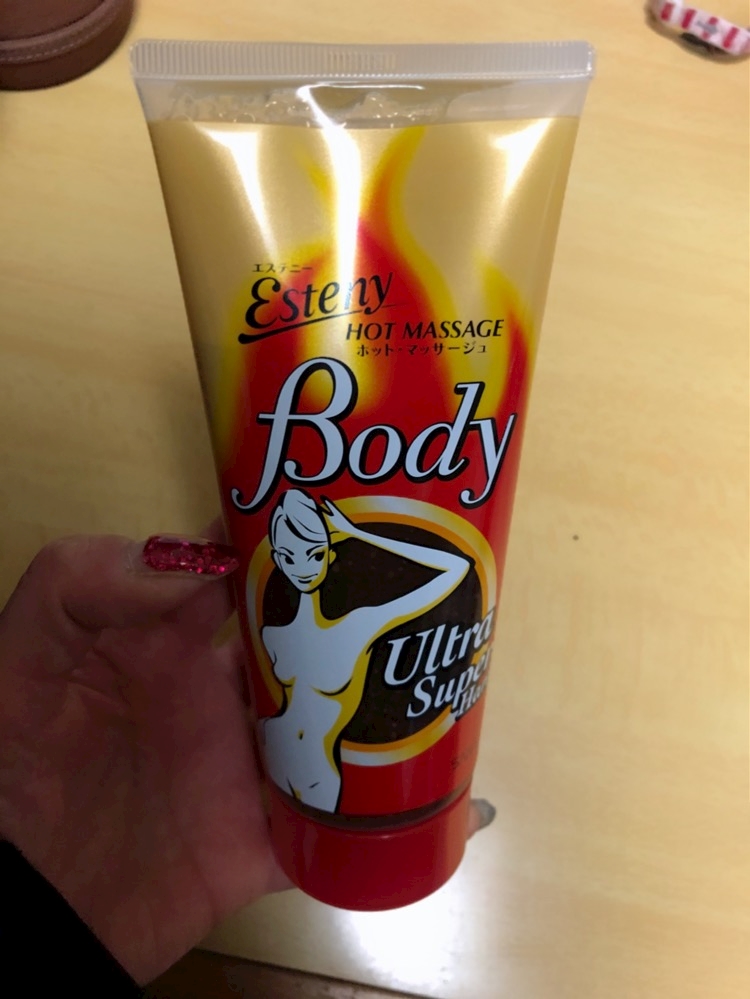 エステニー
Esteny
HOT MASSAGE
ホット・マッサージュ
Body
Ultra
Super